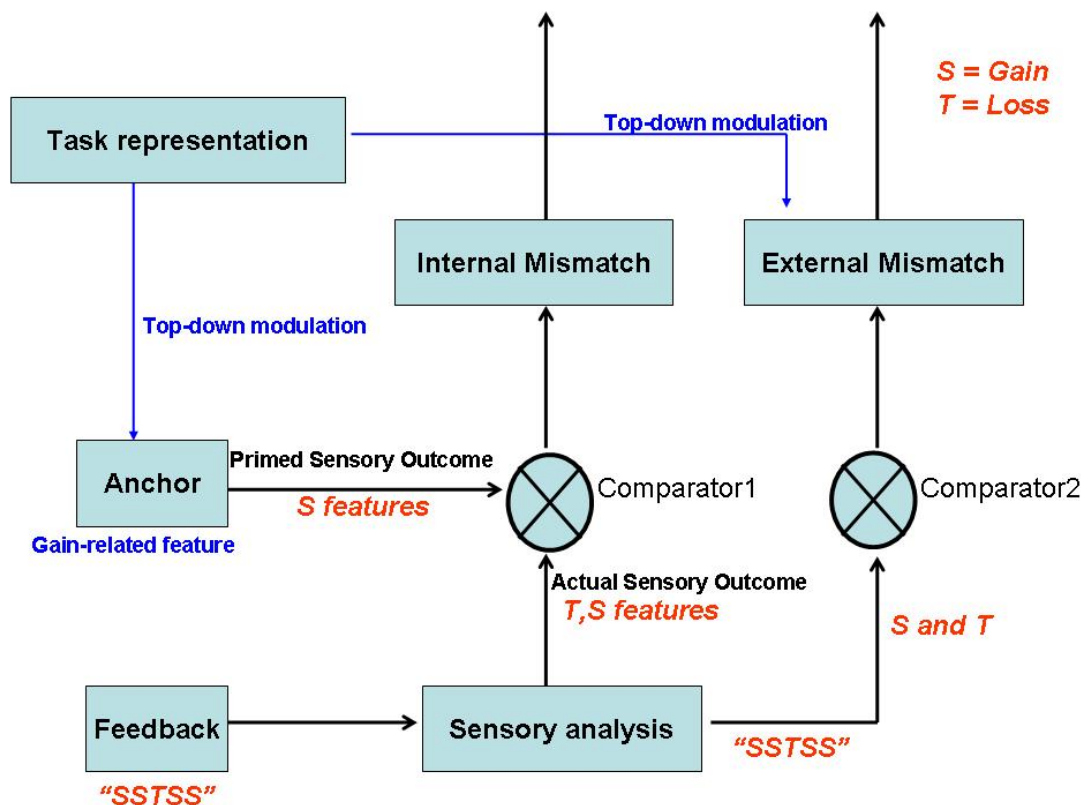 S = Gain
T = Loss
Task representation
Top-down modulation
Internal Mismatch
External Mismatch
Top-down modulation
Anchor
Primed Sensory Outcome
S features
Gain-related feature
Comparator1
Comparator2
Actual Sensory Outcome
T,S features
S and T
Feedback
Sensory analysis
“SSTSS”
“SSTSS”